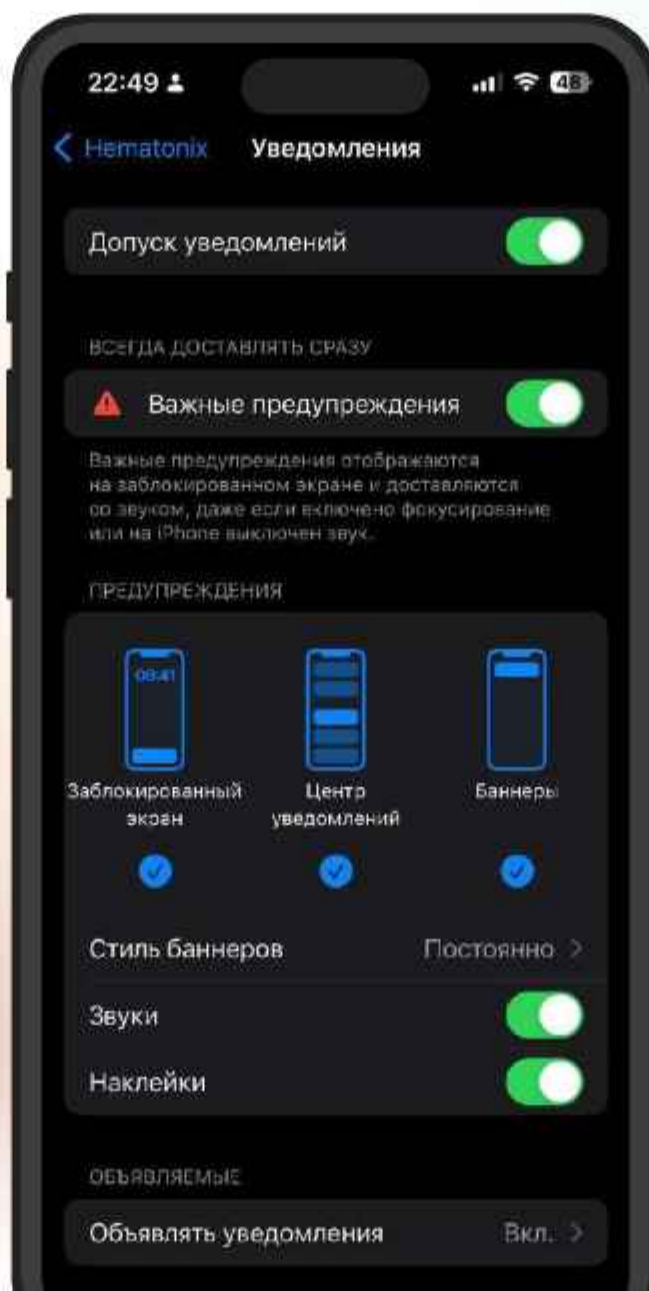 22:49
48
Hematonix Уведомления
Допуск уведомлений
ВСЕГДА ДОСТАВЛЯТЬ СРАЗУ
Важные предупреждения
Важные предупреждения отображаются
на заблокированном экране и доставляются
со звуком, даже если включено фокусирование
или на iPhone выключен звук.
ПРЕДУПРЕЖДЕНИЯ
09:41
Заблокированный
экран
Центр
уведомлений
Баннеры
Стиль баннеров Постоянно
Звуки
Наклейки
ОБЪЯВЛЯЕМЫЕ
Объявлять уведомления Вкл.